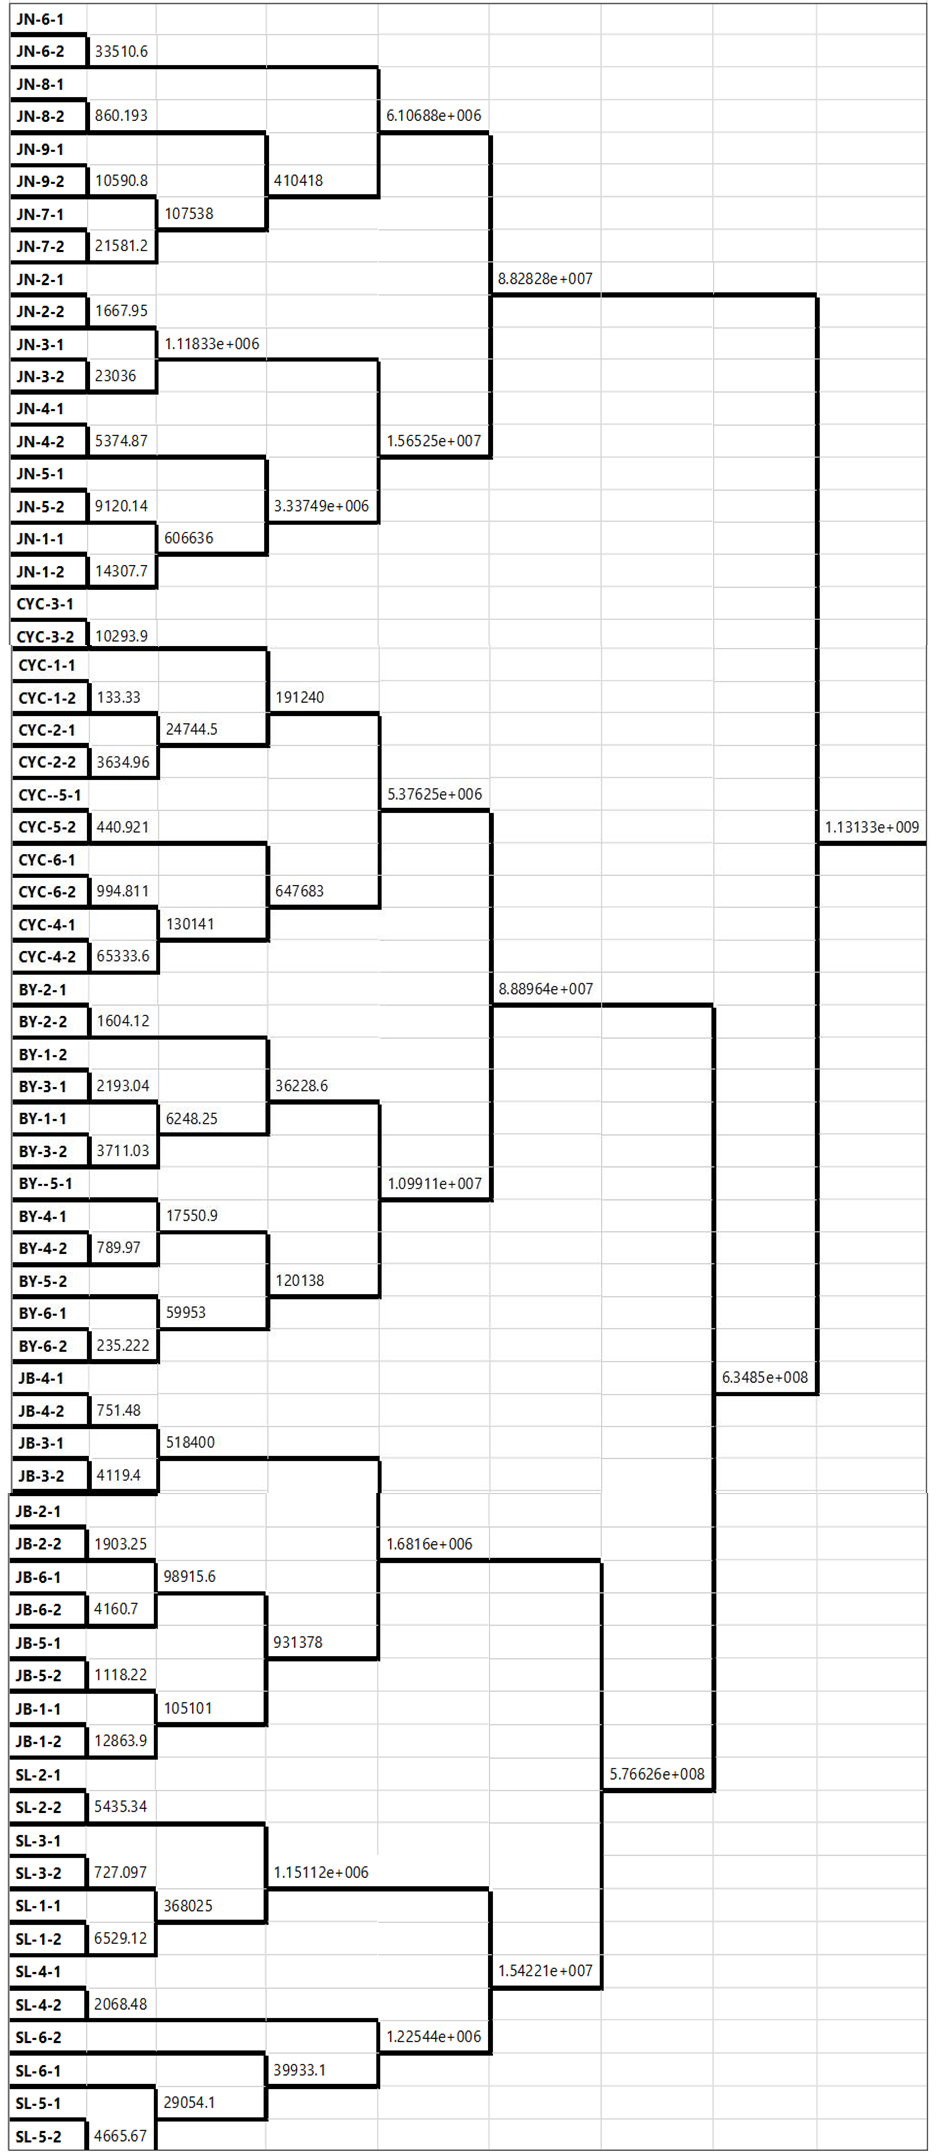 JN-6-1
JN-6-2 33510.6
JN-8-1
JN-8-2 860.193 6.10688e+006
JN-9-1
JN-9-2 10590.8 410418
JN-7-1 107538
JN-7-2 21581.2
JN-2-1 8.82828e+007
JN-2-2 1667.95
JN-3-1 1.11833e+006
JN-3-2 23036
JN-4-1
JN-4-2 5374.87 1.56525e+007
JN-5-1
JN-5-2 9120.14 3.33749e+006
JN-1-1 606636
JN-1-2 14307.7
CYC-3-1
CYC-3-2 10293.9
CYC-1-1
CYC-1-2 133.33 191240
CYC-2-1 24744.5
CYC-2-2 3634.96
CYC--5-1 5.37625e+006
CYC-5-2 440.921 1.13133e+009
CYC-6-1
CYC-6-2 994.811 647683
CYC-4-1 130141
CYC-4-2 65333.6
BY-2-1 8.88964e+007
BY-2-2 1604.12
BY-1-2
BY-3-1 2193.04 36228.6
BY-1-1 6248.25
BY-3-2 3711.03
BY--5-1 1.09911e+007
BY-4-1 17550.9
BY-4-2 789.97
BY-5-2 120138
BY-6-1 59953
BY-6-2 235.222
JB-4-1 6.3485e+008
JB-4-2 751.48
JB-3-1 518400
JB-3-2 4119.4
JB-2-1
JB-2-2 1903.25 1.6816e+006
JB-6-1 98915.6
JB-6-2 4160.7
JB-5-1 931378
JB-5-2 1118.22
JB-1-1 105101
JB-1-2 12863.9
SL-2-1 5.76626e+008
SL-2-2 5435.34
SL-3-1
SL-3-2 727.097 1.15112e+006
SL-1-1 368025
SL-1-2 6529.12
SL-4-1 1.54221e+007
SL-4-2 2068.48
SL-6-2 1.22544e+006
SL-6-1 39933.1
SL-5-1 29054.1
SL-5-2 4665.67